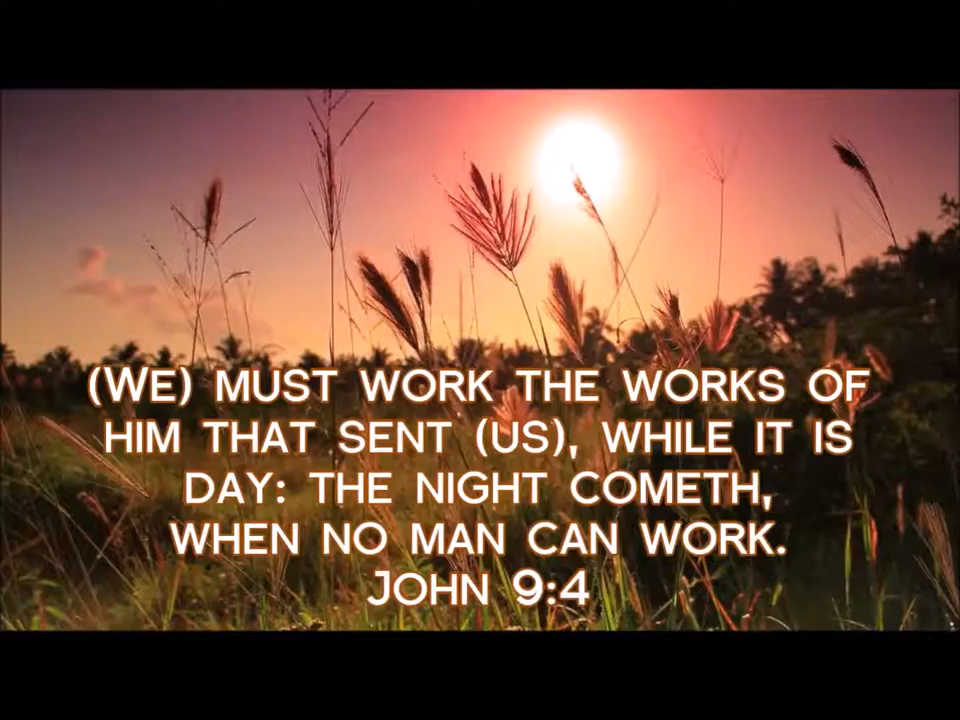 (WE) MUST WORK THE WORKS OF
HIM THAT SENT (US), WHILE IT IS
DAY: THE NIGHT COMETH,
WHEN NO MAN CAN WORK.
JOHN 9:4